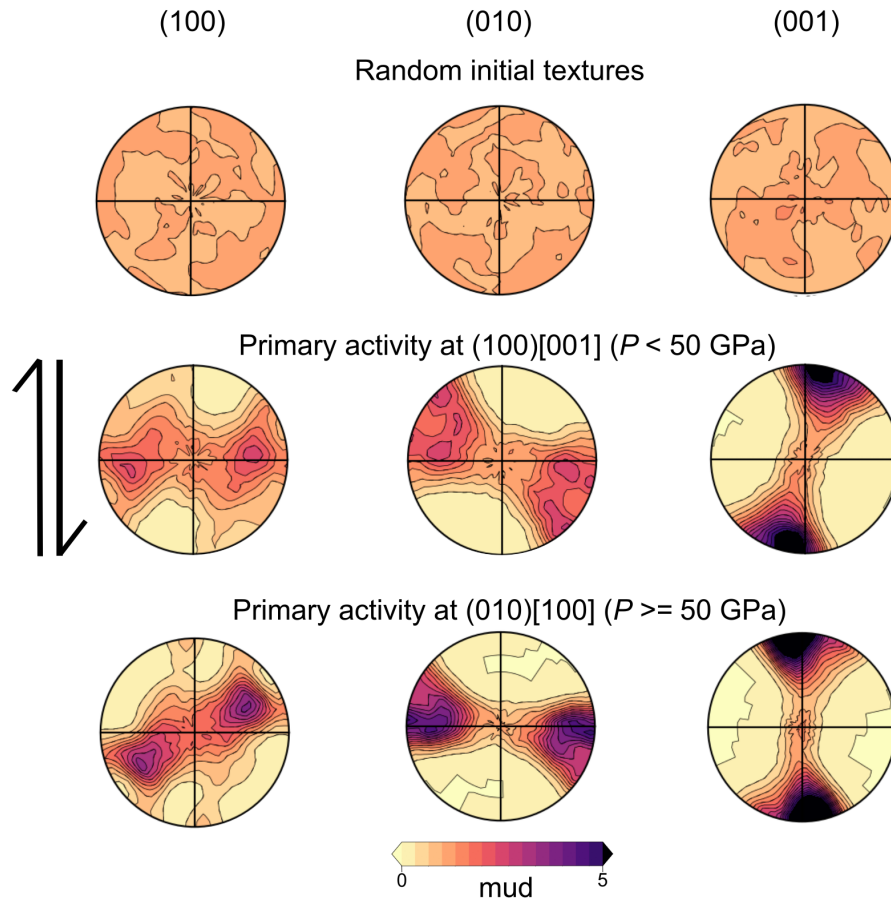 (100) (010) (001)
Random initial textures
Primary activity at (100)[001] (P < 50 GPa)
Primary activity at (010)[100] (P >= 50 GPa)
0 5
mud